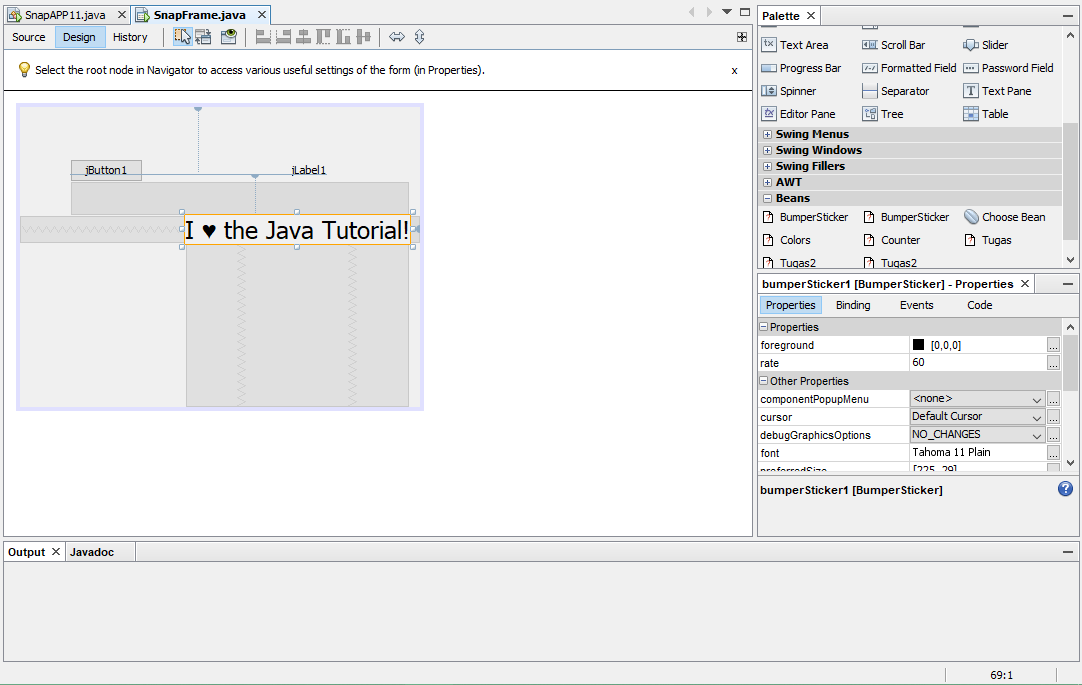 SnapAPP11.java SnapFrame.java
Source Design History
Select the root node in Navigator to access various useful settings of the form (in Properties). x
jButton1 jLabel1
I ♥ the Java Tutorial!
Palette
Text Area Scroll Bar Slider
Progress Bar Formatted Field Password Field
Spinner Separator Text Pane
Editor Pane Tree Table
Swing Menus
Swing Windows
Swing Fillers
AWT
Beans
BumperSticker BumperSticker Choose Bean
Colors Counter Tugas
Tugas2 Tugas2
bumperSticker1 [BumperSticker] - Properties
Properties Binding Events Code
Properties
foreground [0,0,0] ...
rate 60 ...
Other Properties
componentPopupMenu <none> ...
cursor Default Cursor ...
debugGraphicsOptions NO_CHANGES ...
font Tahoma 11 Plain ...
preferredSize [225, 29]
bumperSticker1 [BumperSticker] ?
Output Javadoc
69:1